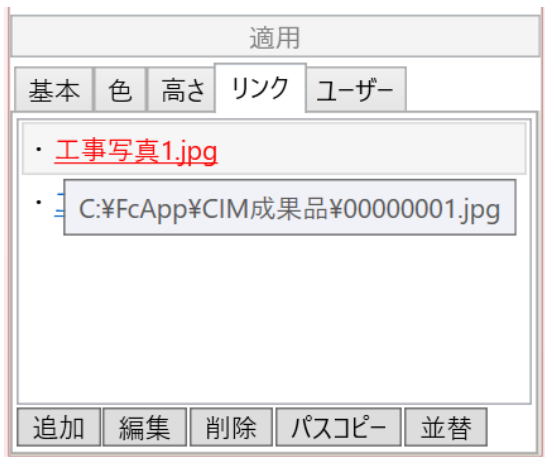 適用
基本 色 高さ リンク ユーザー
・工事写真1.jpg
・
C:¥FcApp¥CIM成果品¥00000001.jpg
追加 編集 削除 パスコピー 並替